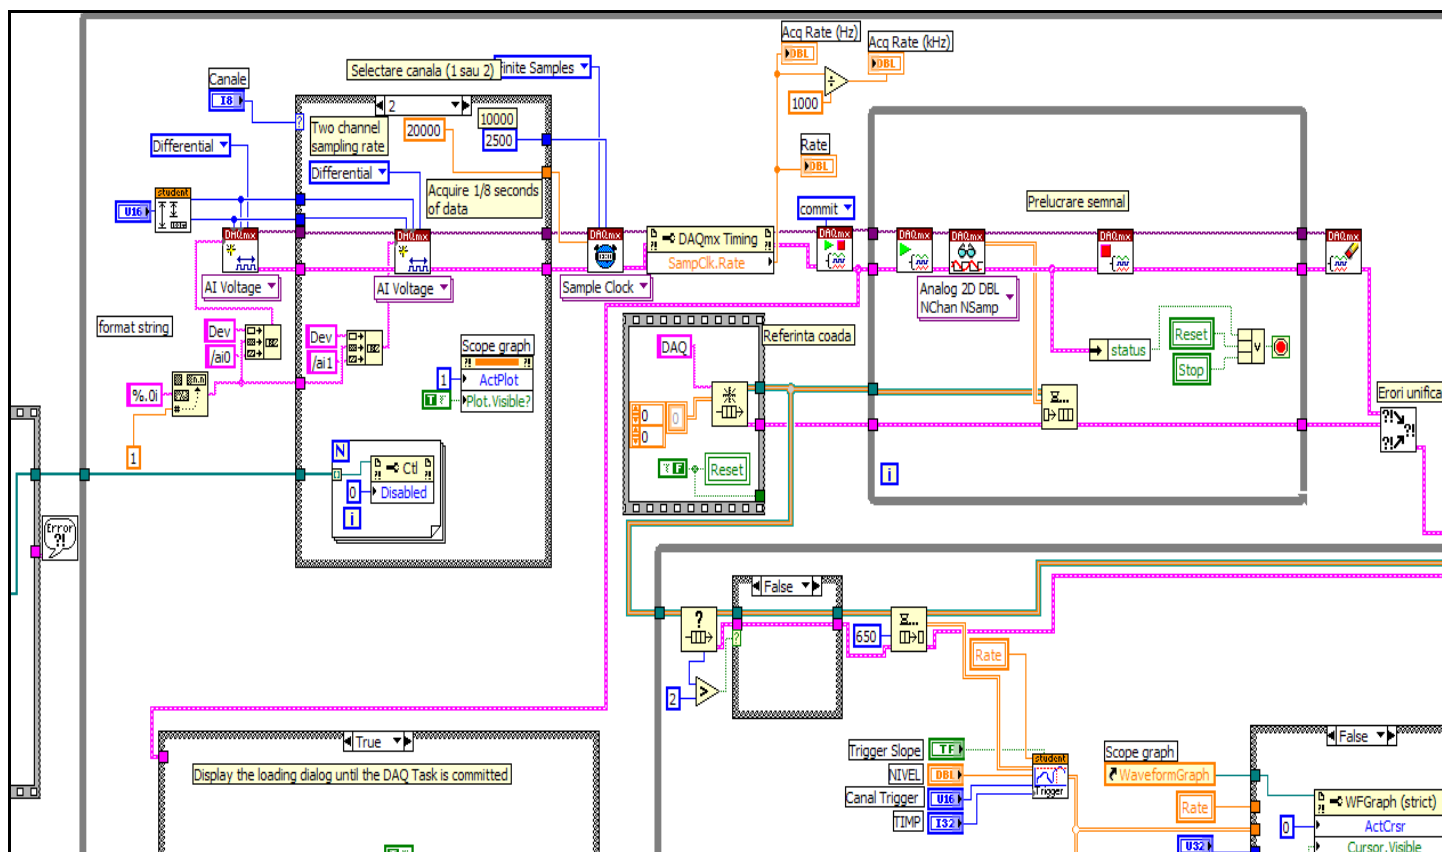 Acq Rate (Hz)
DBL
Acq Rate (kHz)
DBL
1000
Selectare canala (1 sau 2)
finite Samples
Canale
I8
2
10000
2500
20000
Two channel
sampling rate
Differential
Differential
Acquire 1/8 seconds
of data
Rate
DBL
student
U16
commit
Prelucrare semnal
DAQmx
DAQmx
DAQmx
DAQmx Timing
SampClk.Rate
DAQmx
DAQmx
DAQmx
DAQmx
DAQmx
AI Voltage
AI Voltage
Sample Clock
Analog 2D DBL
NChan NSamp
format string
Dev
/ai0
Dev
/ai1
Scope graph
1
ActPlot
T F
Plot.Visible?
%.0i
1
DAQ
Referinta coada
0
0
0
T F
Reset
status
Reset
Stop
Erori unifica
N
Ctl
0
Disabled
i
i
Error
?!
False
650
2
Rate
True
Display the loading dialog until the DAQ Task is committed
Trigger Slope
TF
NIVEL
DBL
Canal Trigger
U16
TIMP
I32
student
Trigger
Scope graph
WaveformGraph
Rate
U32
False
WFGraph (strict)
0
ActCrsr
Cursor.Visible